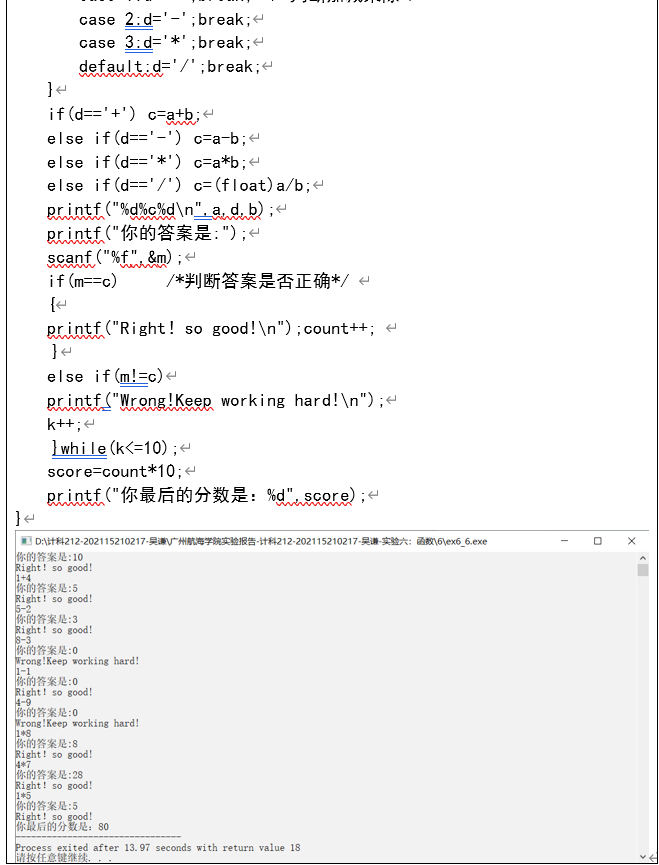 case 2:d='-';break;
case 3:d='*';break;
default:d='/';break;
}
if(d=='+') c=a+b;
else if(d=='-') c=a-b;
else if(d=='*') c=a*b;
else if(d=='/') c=(float)a/b;
printf("%d%c%d\n",a,d,b);
printf("你的答案是:");
scanf("%f",&m);
if(m==c)     /*判断答案是否正确*/
{
printf("Right! so good!\n");count++;
}
else if(m!=c)
printf("Wrong!Keep working hard!\n");
k++;
}while(k<=10);
score=count*10;
printf("你最后的分数是: %d",score);
}
D:\计科212-202115210217-吴谦\广州航海学院实验报告-计科212-202115210217-吴谦-实验六: 函数\6\ex6_6.exe
你的答案是:10
Right! so good!
1+4
你的答案是:5
Right! so good!
5-2
你的答案是:3
Right! so good!
8-3
你的答案是:0
Wrong!Keep working hard!
1-1
你的答案是:0
Right! so good!
4-9
你的答案是:0
Wrong!Keep working hard!
1*8
你的答案是:8
Right! so good!
4*7
你的答案是:28
Right! so good!
1*5
你的答案是:5
Right! so good!
你最后的分数是: 80
--------------------------------
Process exited after 13.97 seconds with return value 18
请按任意键继续. . .